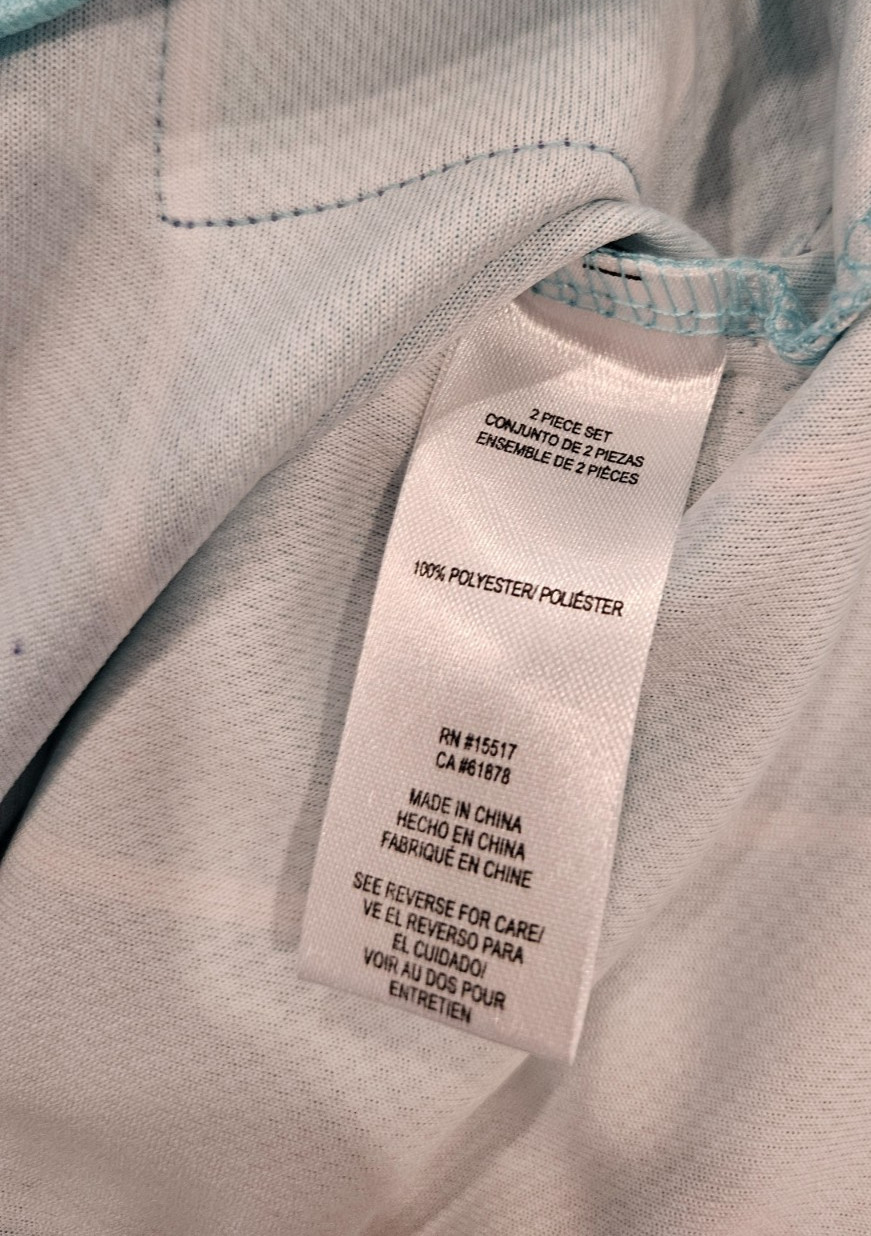 2 PIECE SET
CONJUNTO DE 2 PIEZAS
ENSEMBLE DE 2 PIÈCES
100% POLYESTER/ POLIÉSTER
RN #15517
CA #61878
MADE IN CHINA
HECHO EN CHINA
FABRIQUÉ EN CHINE
SEE REVERSE FOR CARE/
VE EL REVERSO PARA
EL CUIDADO/
VOIR AU DOS POUR
ENTRETIEN